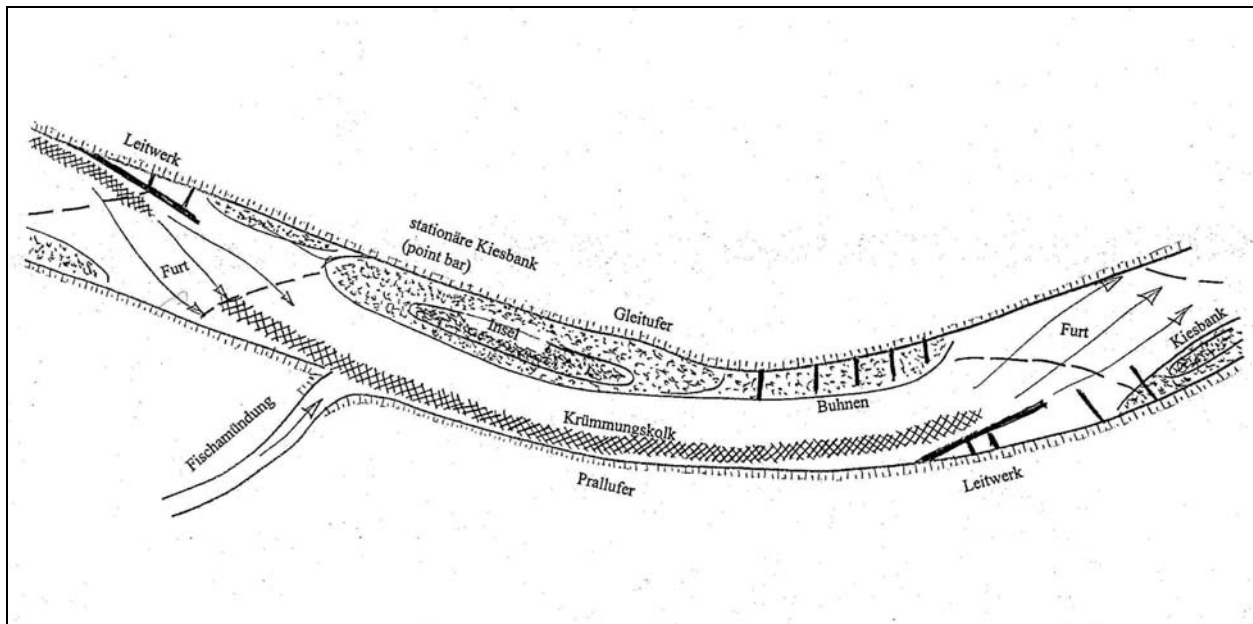 Leitwerk
stationäre Kiesbank
(point bar)
Furt
Insel
Gleitufer
Furt
Kiesbank
Buhnen
Fischamündung
Krümmungskolk
Prallufer
Leitwerk